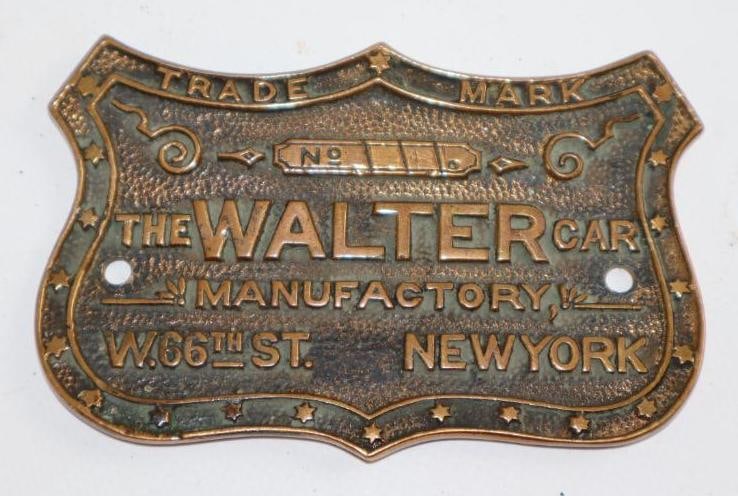 TRADE MARK
No
THE WALTER CAR
MANUFACTORY,
W. 66TH ST. NEW YORK